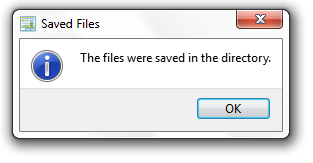 Saved Files
The files were saved in the directory.
OK